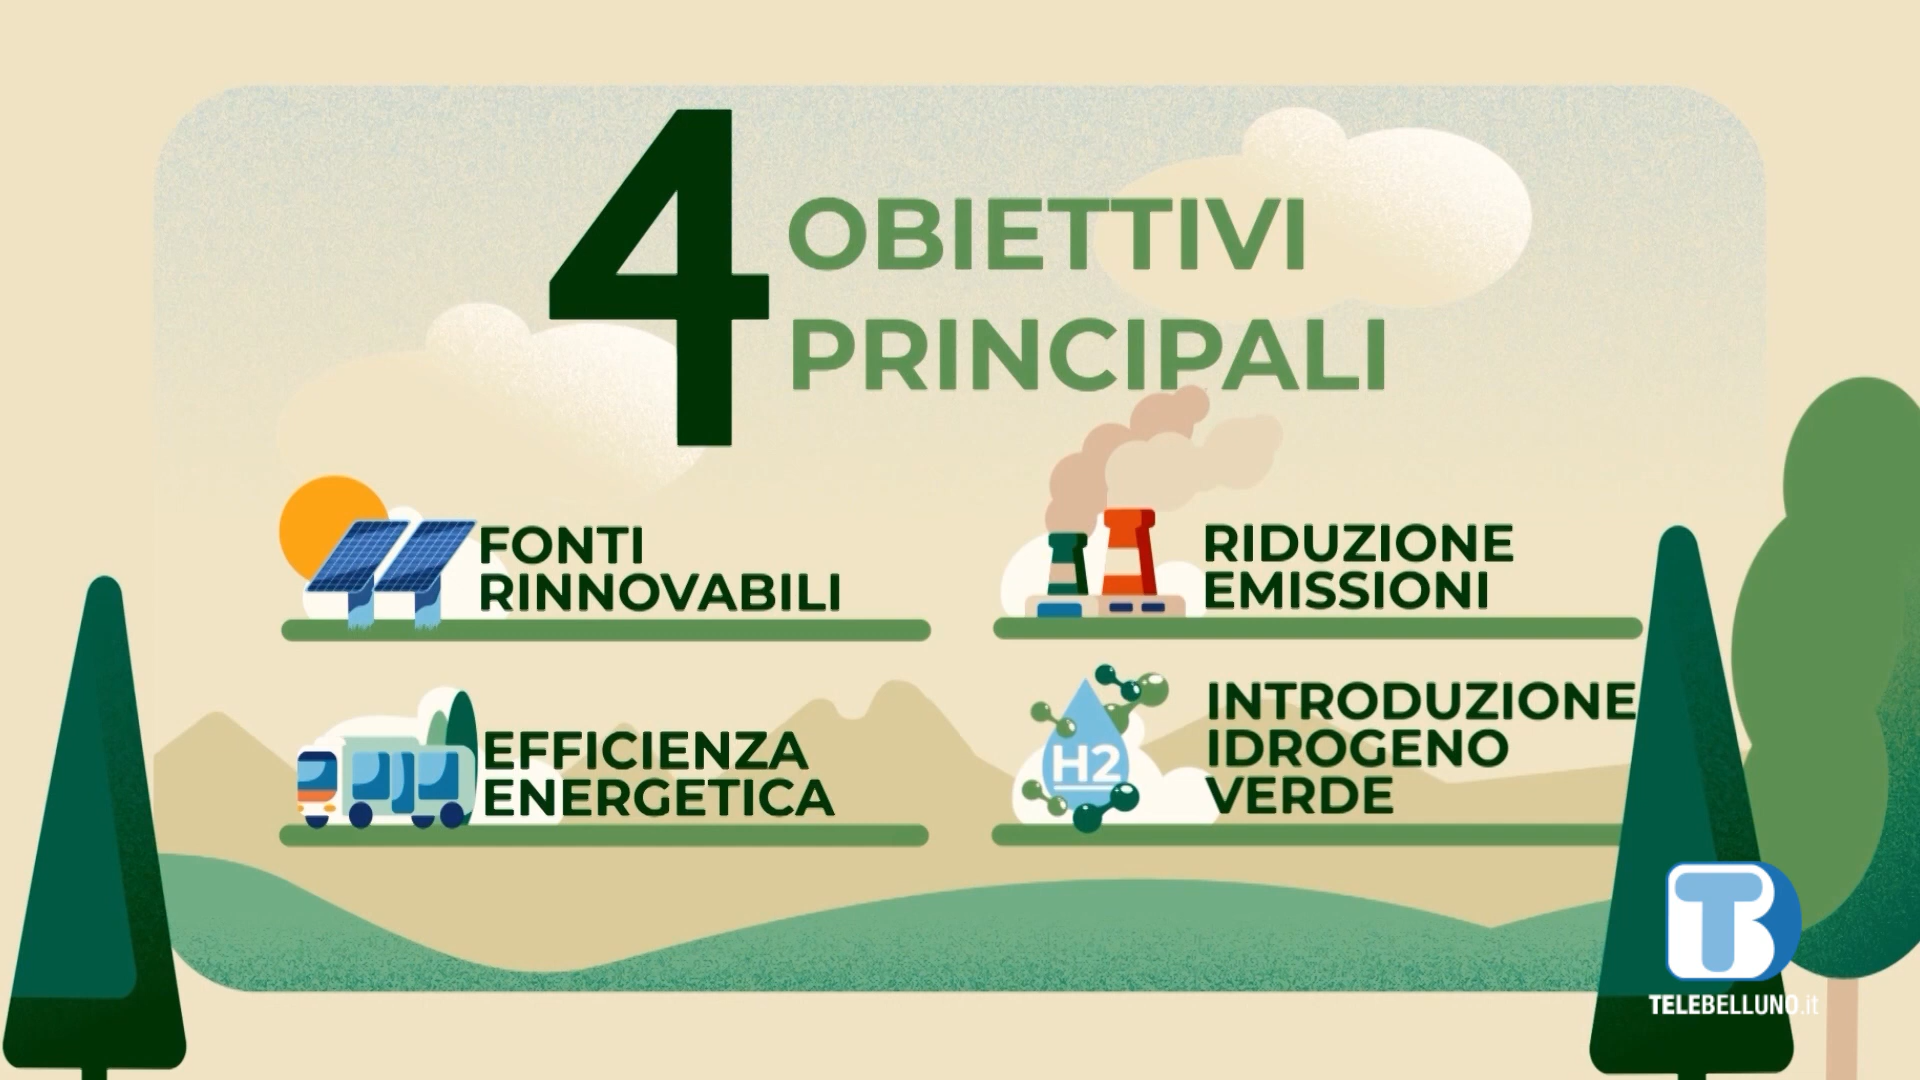 4 OBIETTIVI
PRINCIPALI
FONTI
RINNOVABILI
RIDUZIONE
EMISSIONI
EFFICIENZA
ENERGETICA
H2
INTRODUZIONE
IDROGENO
VERDE
TB
TELEBELLUNO.it